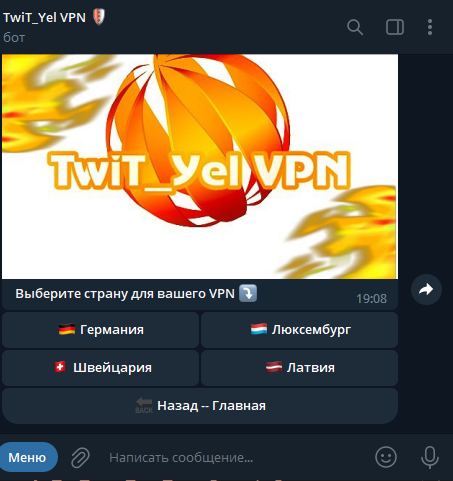 TwiT_Yel VPN
бот
TwiT_Yel VPN
Выберите страну для вашего VPN
19:08
Германия
Люксембург
Швейцария
Латвия
BACK Назад -- Главная
Меню
Написать сообщение...